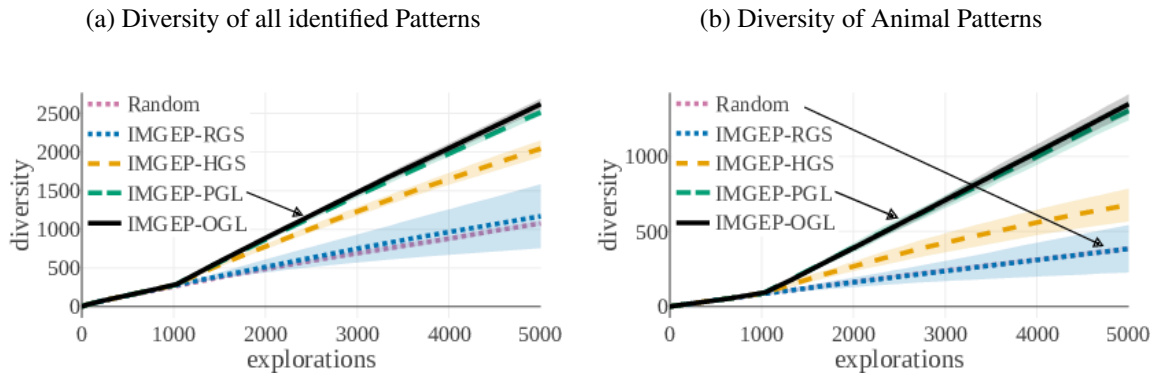 (a) Diversity of all identified Patterns
diversity
2500
2000
1500
1000
500
0
Random
IMGEP-RGS
IMGEP-HGS
IMGEP-PGL
IMGEP-OGL
0 1000 2000 3000 4000 5000
explorations
(b) Diversity of Animal Patterns
diversity
1000
500
0
Random
IMGEP-RGS
IMGEP-HGS
IMGEP-PGL
IMGEP-OGL
0 1000 2000 3000 4000 5000
explorations